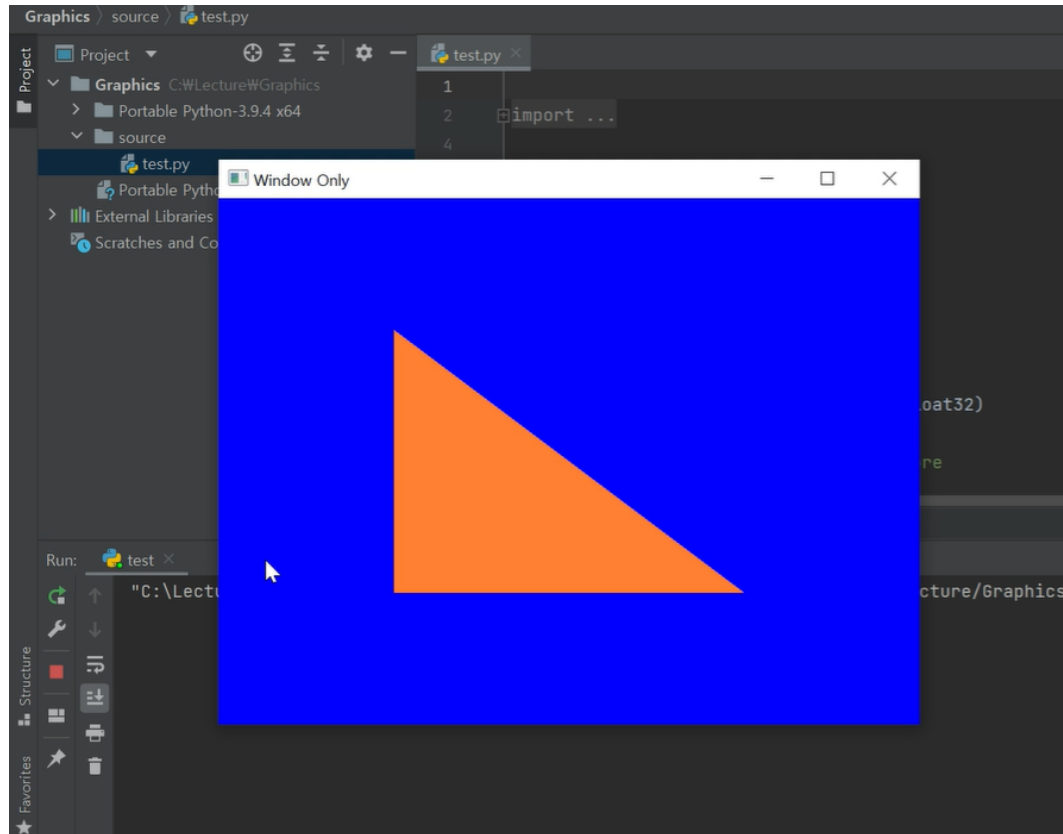 Graphics source test.py
Project
Project
test.py
Graphics C:₩Lecture₩Graphics
Portable Python-3.9.4 x64
source
test.py
Portable Pytho
External Libraries
Scratches and Co
1
2 import ...
4
Window Only
oat32)
re
Run: test
"C:\Lectu
cture/Graphics
Structure
Favorites